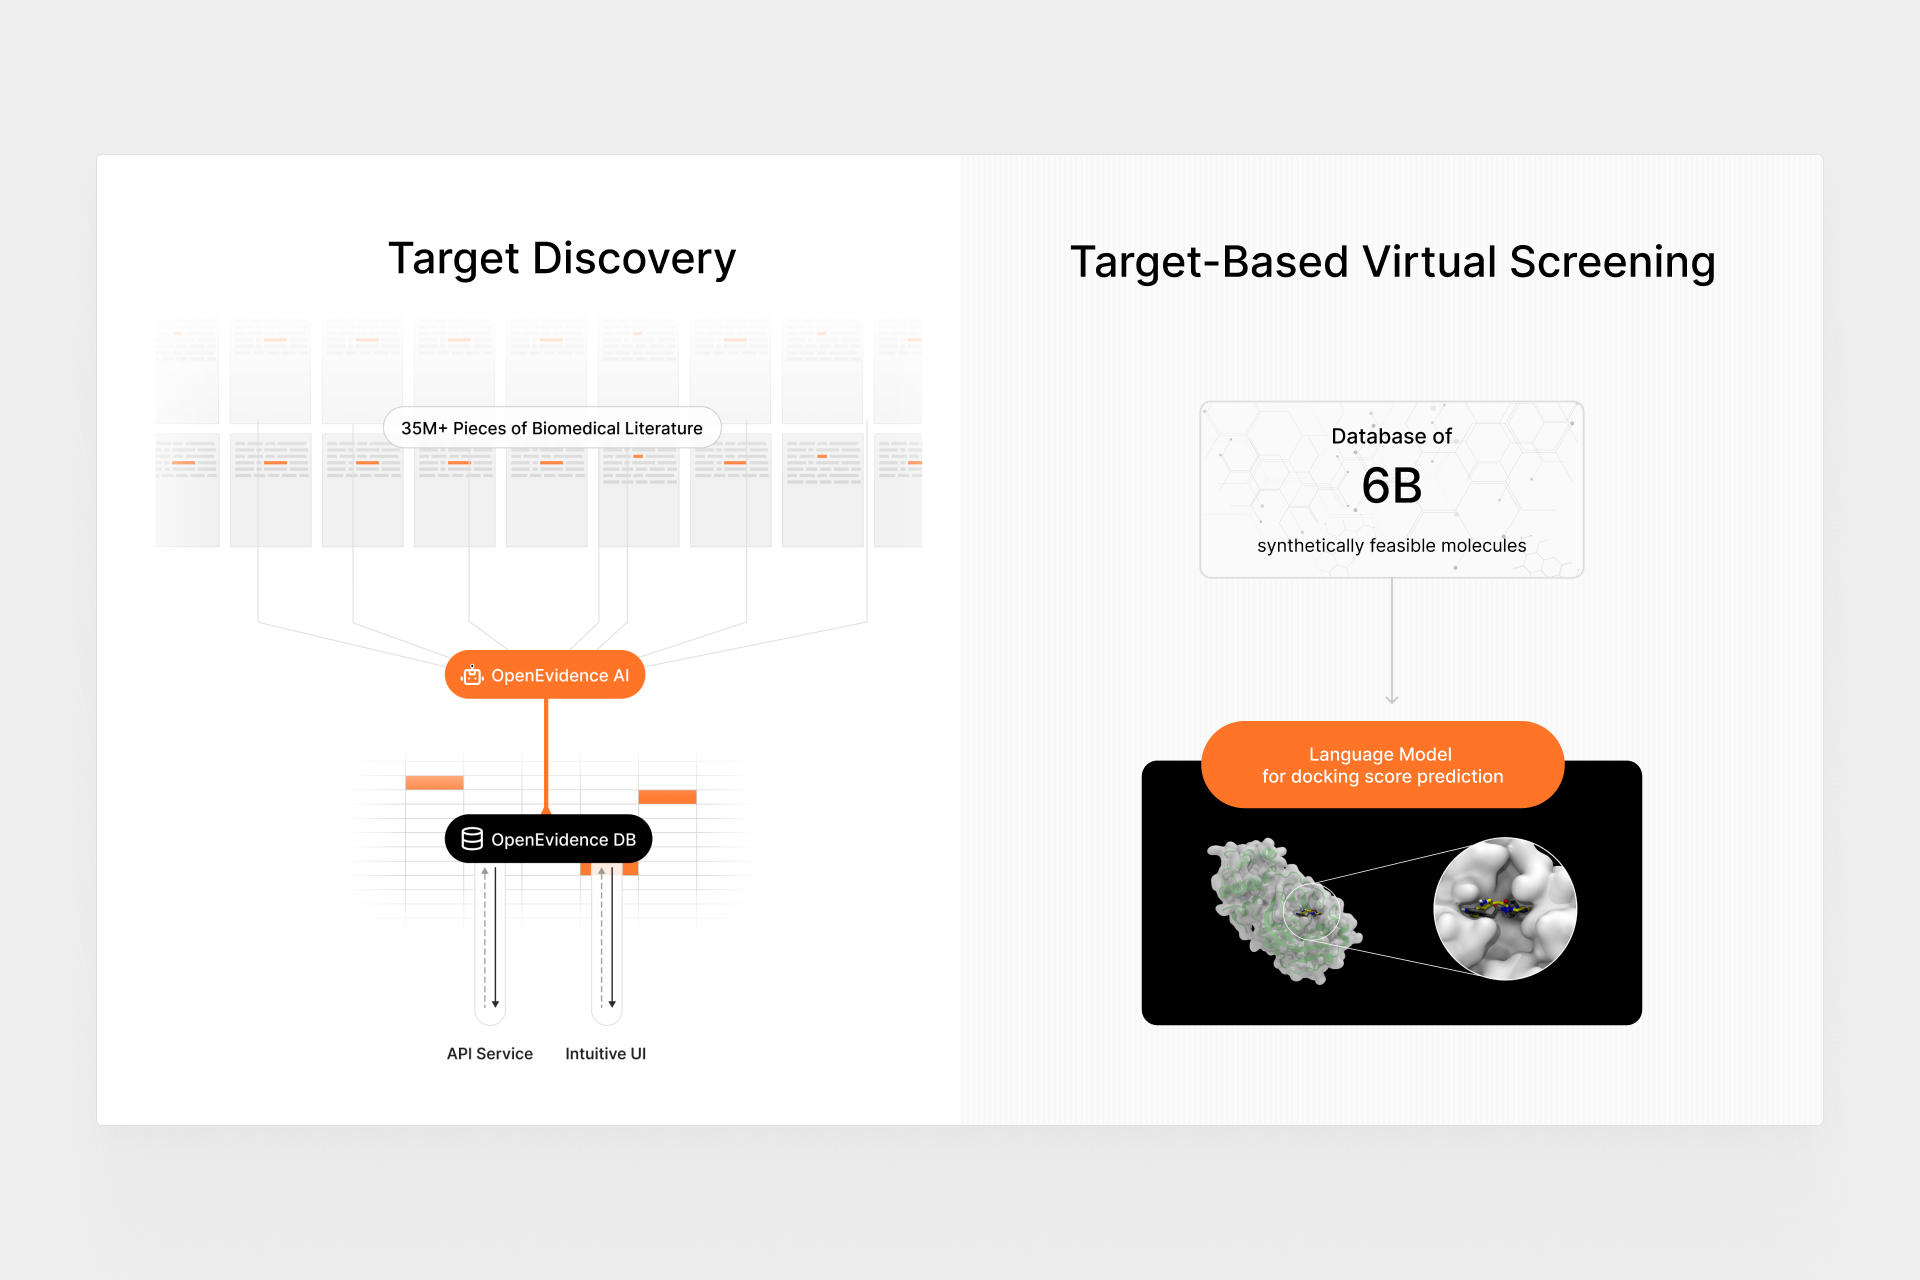 Target Discovery
35M+ Pieces of Biomedical Literature
OpenEvidence AI
OpenEvidence DB
API Service
Intuitive UI
Target-Based Virtual Screening
Database of
6B
synthetically feasible molecules
Language Model
for docking score prediction